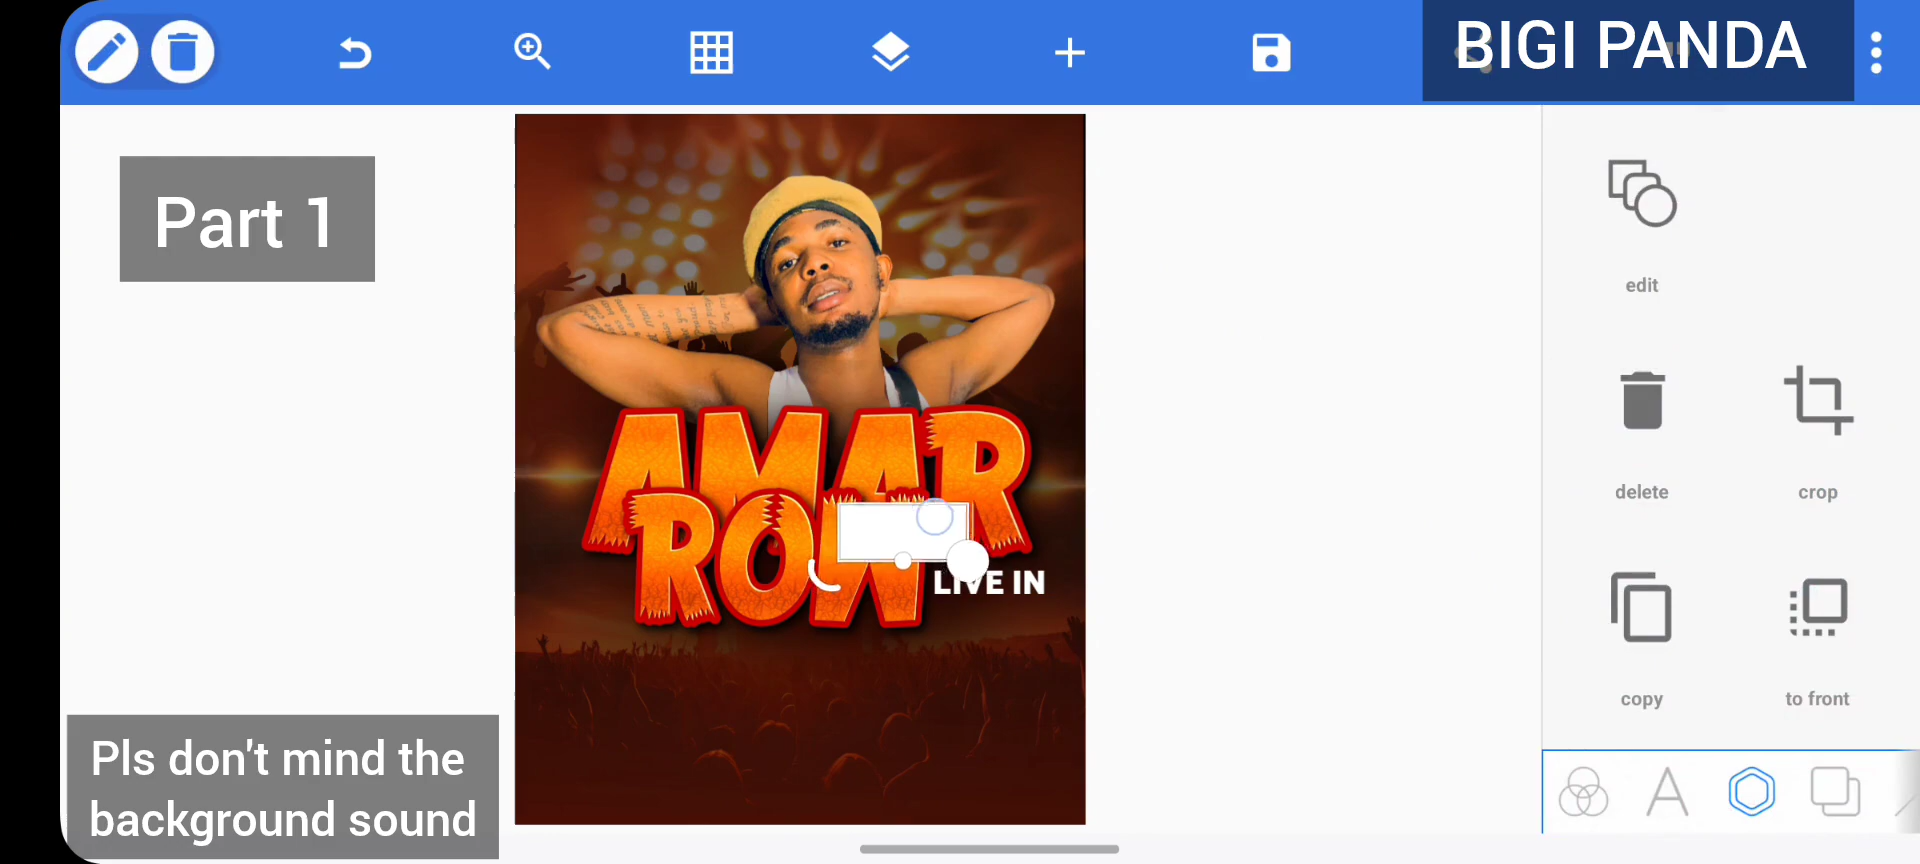 BIGI PANDA
Part 1
edit
AMAR
delete
crop
ROW
LIVE IN
copy
to front
Pls don't mind the
background sound